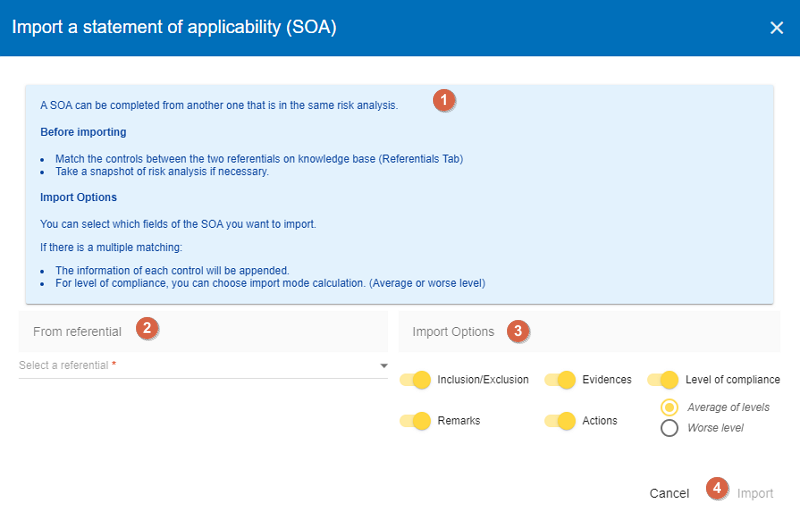 Import a statement of applicability (SOA)
A SOA can be completed from another one that is in the same risk analysis.
1
Before importing
Match the controls between the two referentials on knowledge base (Referentials Tab)
Take a snapshot of risk analysis if necessary.
Import Options
You can select which fields of the SOA you want to import.
If there is a multiple matching:
The information of each control will be appended.
For level of compliance, you can choose import mode calculation. (Average or worse level)
From referential
2
Select a referential *
Import Options
3
Inclusion/Exclusion
Evidences
Level of compliance
Average of levels
Remarks
Actions
Worse level
Cancel
4
Import